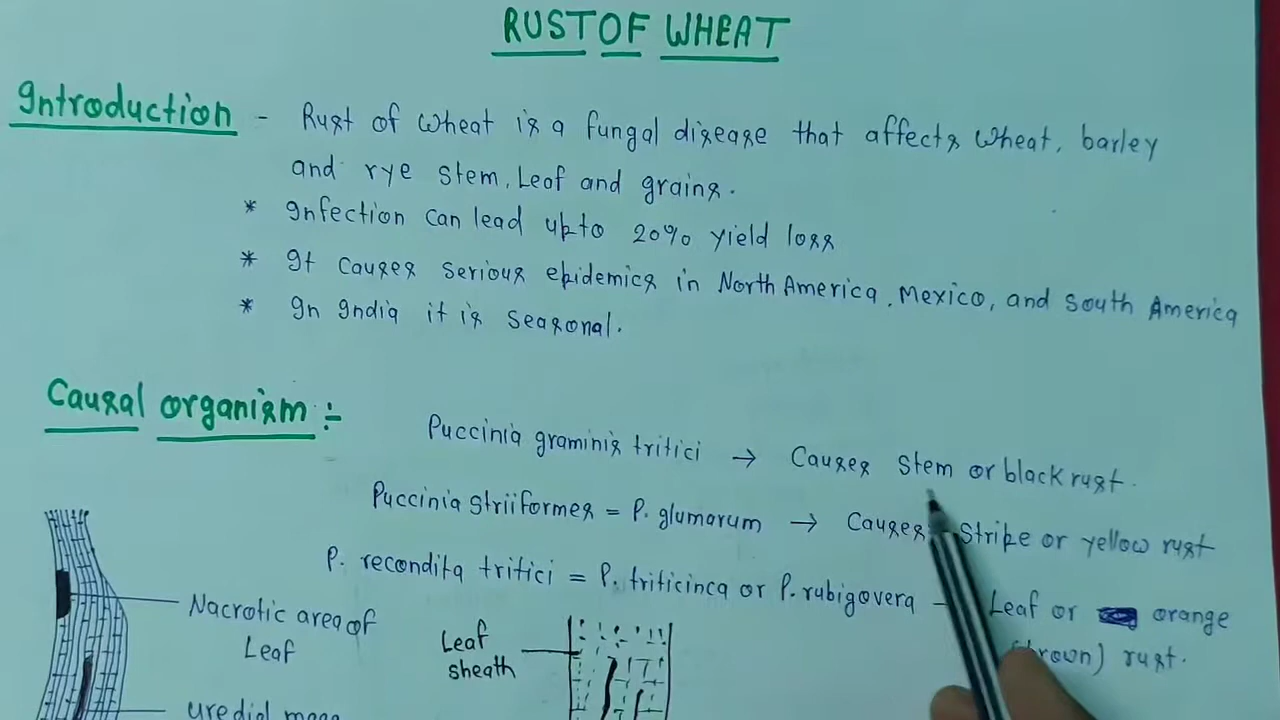 RUST OF WHEAT
Introduction - Rust of wheat is a fungal disease that affects wheat, barley
and rye stem, Leaf and grains.
* Infection can lead upto 20% yield loss
* It causes serious epidemics in North America, Mexico, and South America
* In India it is seasonal.
Causal organism :-
Puccinia graminis tritici → Causes stem or black rust.
Puccinia striiformes = P. glumarum → Causes stripe or yellow rust
P. recondita tritici = P. triticinca or P. rubigovera → Leaf or orange
(brown) rust.
Nacrotic area of
Leaf
Leaf
sheath
uredial